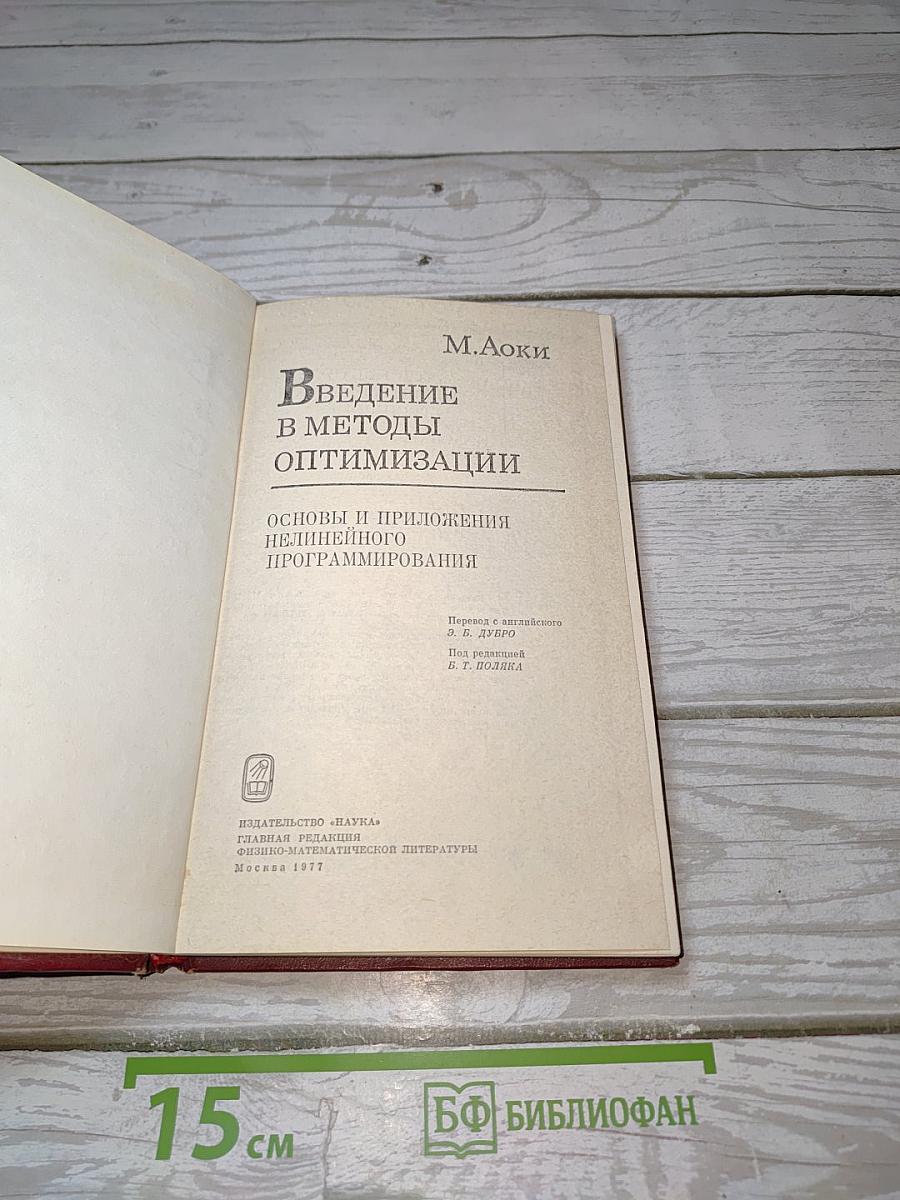 М. Аоки
Введение
в методы
оптимизации
ОСНОВЫ И ПРИЛОЖЕНИЯ
НЕЛИНЕЙНОГО
ПРОГРАММИРОВАНИЯ
Перевод с английского
Э. Б. ДУБРО
Под редакцией
Б. Т. ПОЛЯКА
ИЗДАТЕЛЬСТВО «НАУКА»
ГЛАВНАЯ РЕДАКЦИЯ
ФИЗИКО-МАТЕМАТИЧЕСКОЙ ЛИТЕРАТУРЫ
Москва 1977
15 см
БФ БИБЛИОФАН